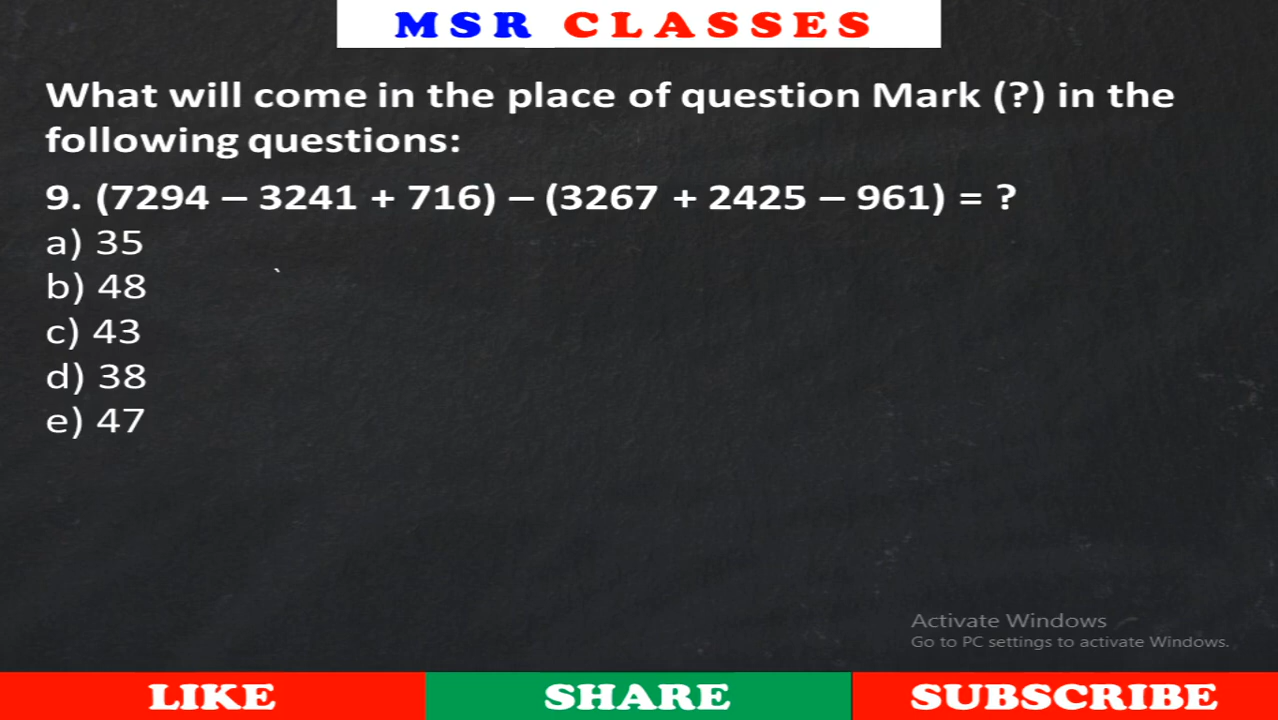 MSR CLASSES
What will come in the place of question Mark (?) in the
following questions:
9. (7294 – 3241 + 716) – (3267 + 2425 – 961) = ?
a) 35
b) 48
c) 43
d) 38
e) 47
Activate Windows
Go to PC settings to activate Windows.
LIKE SHARE SUBSCRIBE